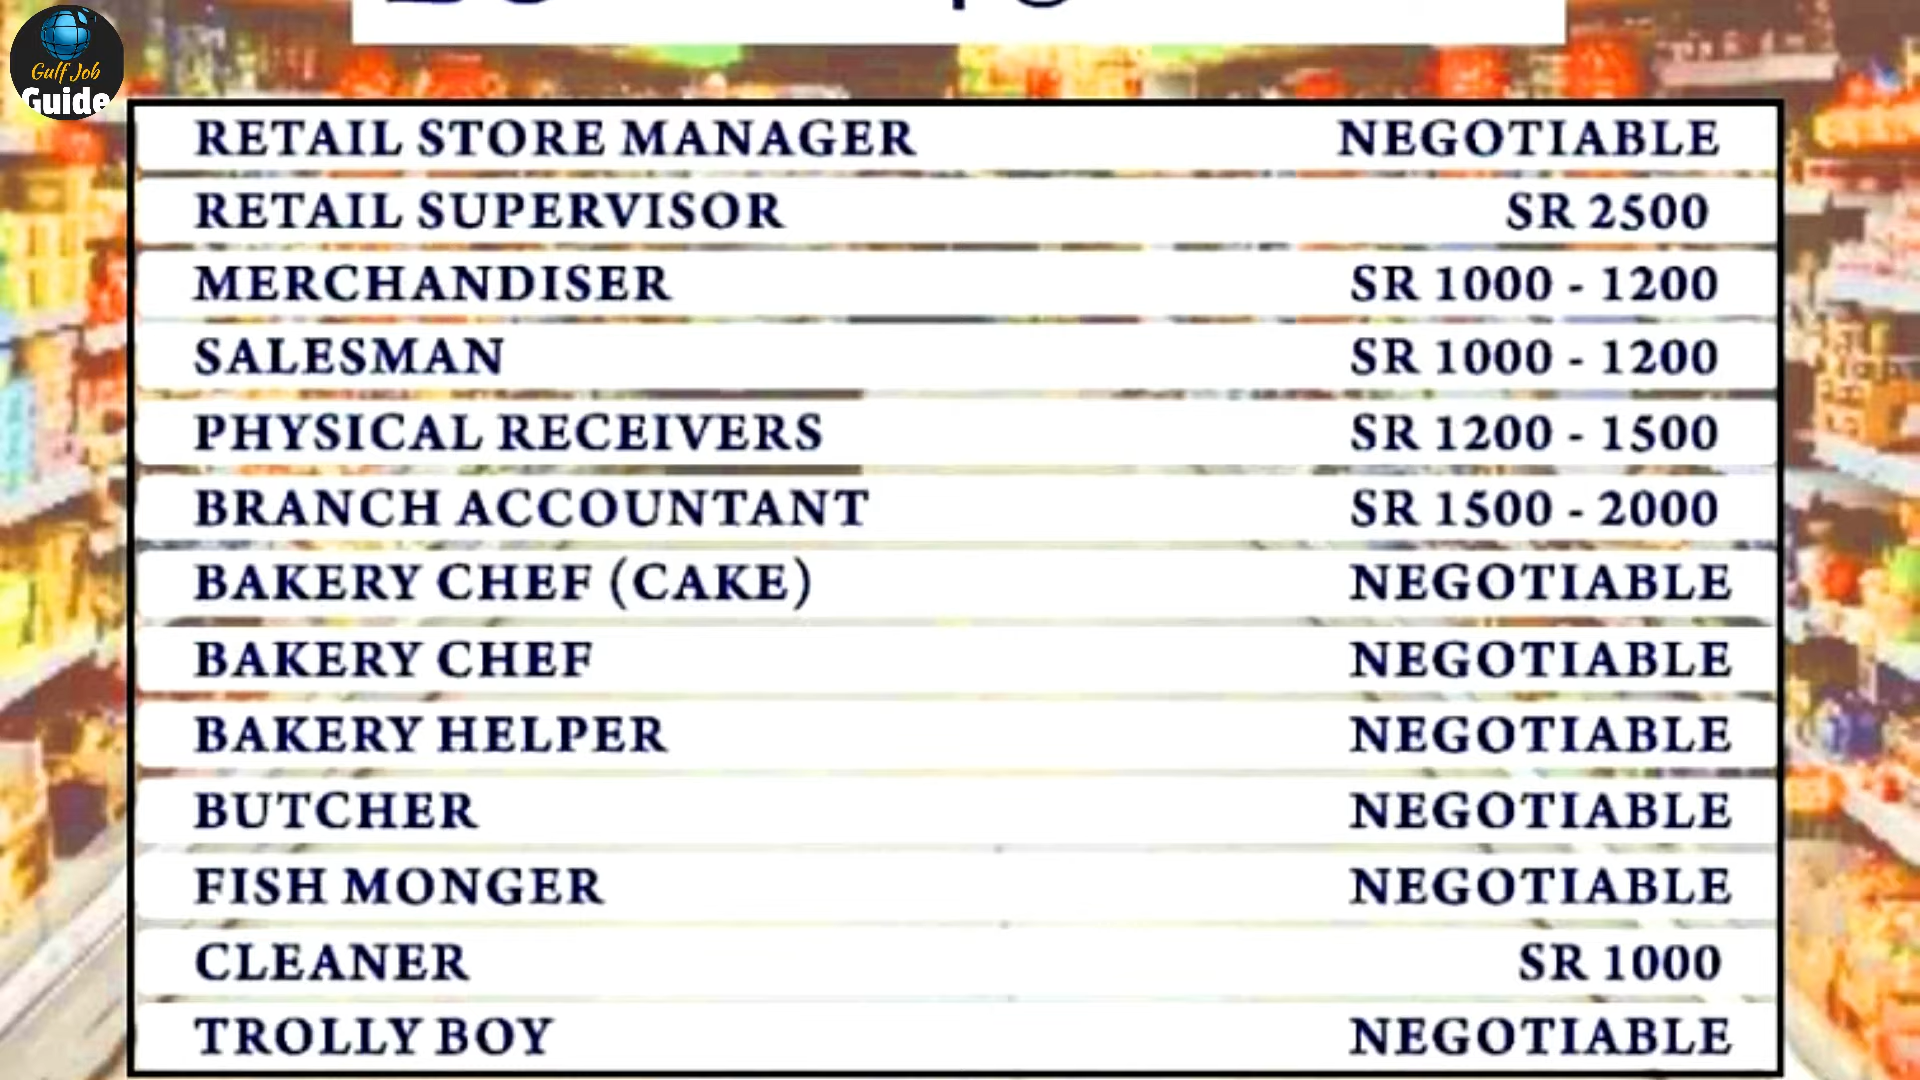 Gulf Job
Guide
RETAIL STORE MANAGER NEGOTIABLE
RETAIL SUPERVISOR SR 2500
MERCHANDISER SR 1000 - 1200
SALESMAN SR 1000 - 1200
PHYSICAL RECEIVERS SR 1200 - 1500
BRANCH ACCOUNTANT SR 1500 - 2000
BAKERY CHEF (CAKE) NEGOTIABLE
BAKERY CHEF NEGOTIABLE
BAKERY HELPER NEGOTIABLE
BUTCHER NEGOTIABLE
FISH MONGER NEGOTIABLE
CLEANER SR 1000
TROLLY BOY NEGOTIABLE